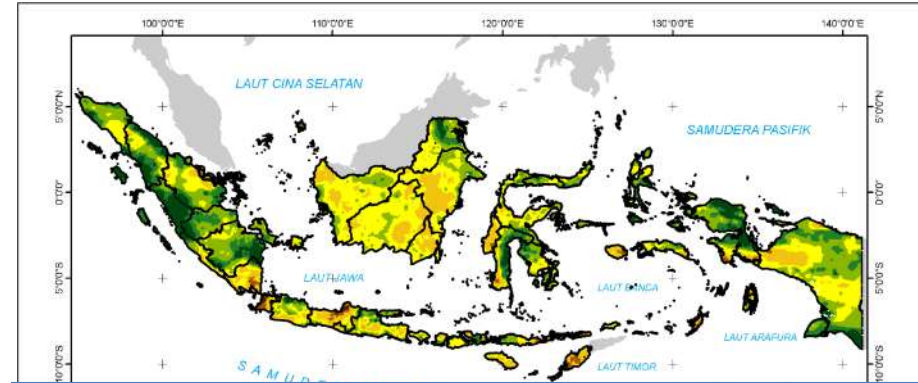 100°0'0"E 110°0'0"E 120°0'0"E 130°0'0"E 140°0'0"E
LAUT CINA SELATAN
5°0'0"N 5°0'0"N
SAMUDERA PASIFIK
0°0'0" 0°0'0"
LAUT JAWA
5°0'0"S 5°0'0"S
LAUT BANDA
LAUT ARAFURA
LAUT TIMOR
10°0'0"S 10°0'0"S